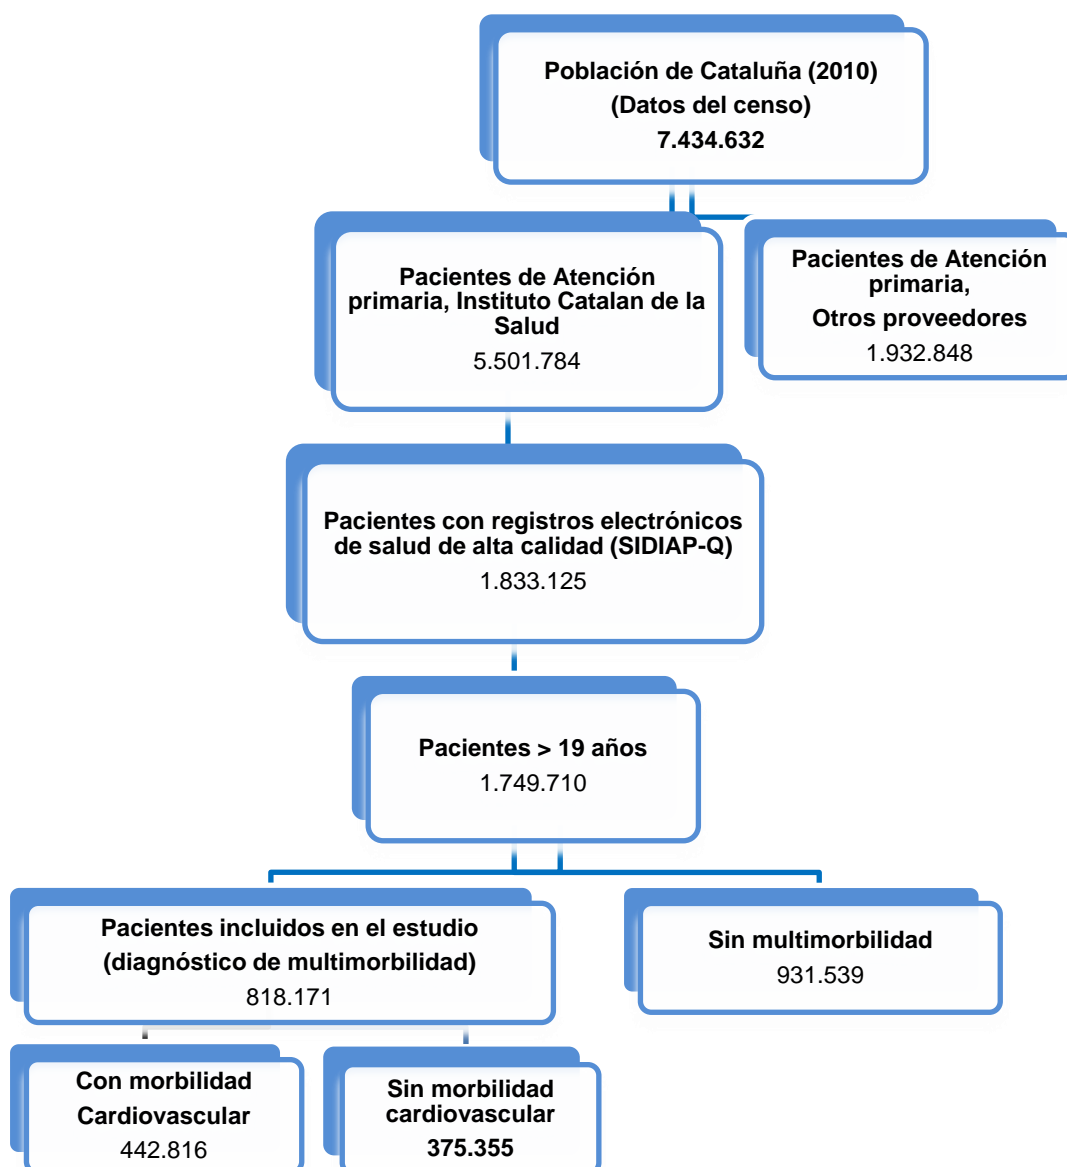 Población de Cataluña (2010)
(Datos del censo)
7.434.632
Pacientes de Atención
primaria, Instituto Catalan de la
Salud
5.501.784
Pacientes de Atención
primaria,
Otros proveedores
1.932.848
Pacientes con registros electrónicos
de salud de alta calidad (SIDIAP-Q)
1.833.125
Pacientes > 19 años
1.749.710
Pacientes incluidos en el estudio
(diagnóstico de multimorbilidad)
818.171
Sin multimorbilidad
931.539
Con morbilidad
Cardiovascular
442.816
Sin morbilidad
cardiovascular
375.355